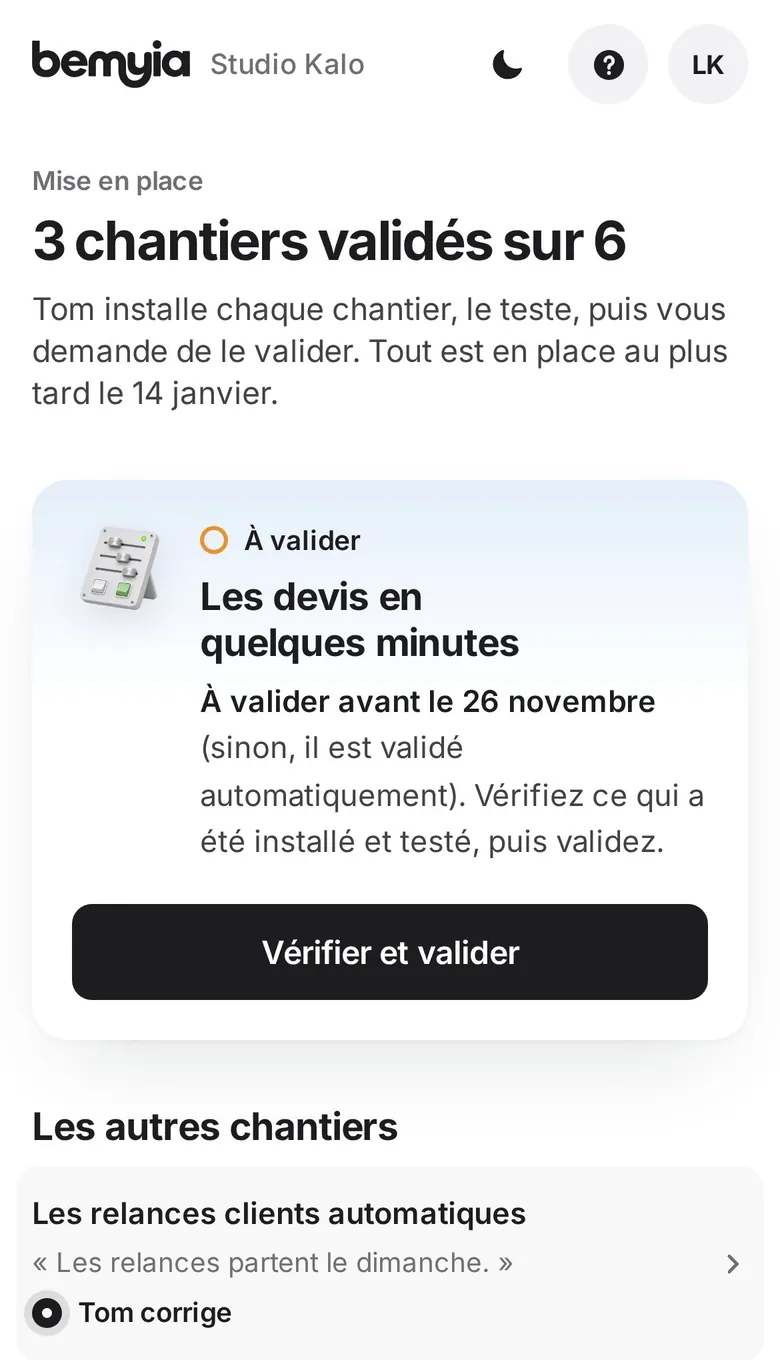 bemyia Studio Kalo LK
Mise en place
3 chantiers validés sur 6
Tom installe chaque chantier, le teste, puis vous
demande de le valider. Tout est en place au plus
tard le 14 janvier.
À valider
Les devis en
quelques minutes
À valider avant le 26 novembre
(sinon, il est validé
automatiquement). Vérifiez ce qui a
été installé et testé, puis validez.
Vérifier et valider
Les autres chantiers
Les relances clients automatiques
« Les relances partent le dimanche. »
Tom corrige